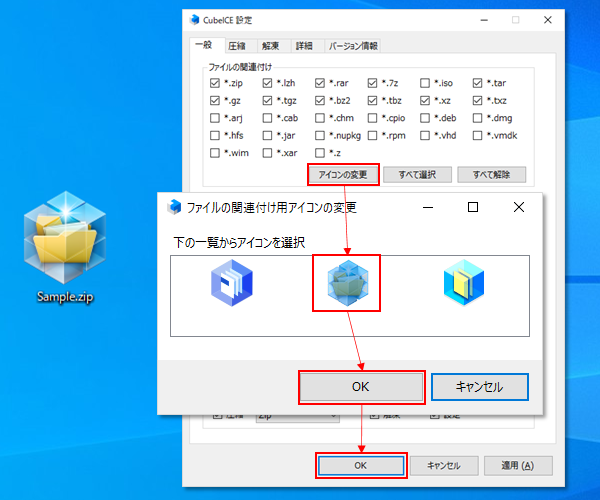 CubeICE 設定
一般 圧縮 解凍 詳細 バージョン情報
ファイルの関連付け
*.zip *.lzh *.rar *.7z *.iso *.tar
*.gz *.tgz *.bz2 *.tbz *.xz *.txz
*.arj *.cab *.chm *.cpio *.deb *.dmg
*.hfs *.jar *.nupkg *.rpm *.vhd *.vmdk
*.wim *.xar *.z
アイコンの変更 すべて選択 すべて解除
ファイルの関連付け用アイコンの変更
下の一覧からアイコンを選択
Sample.zip
OK キャンセル
圧縮 Zip 解凍 設定
OK キャンセル 適用 (A)